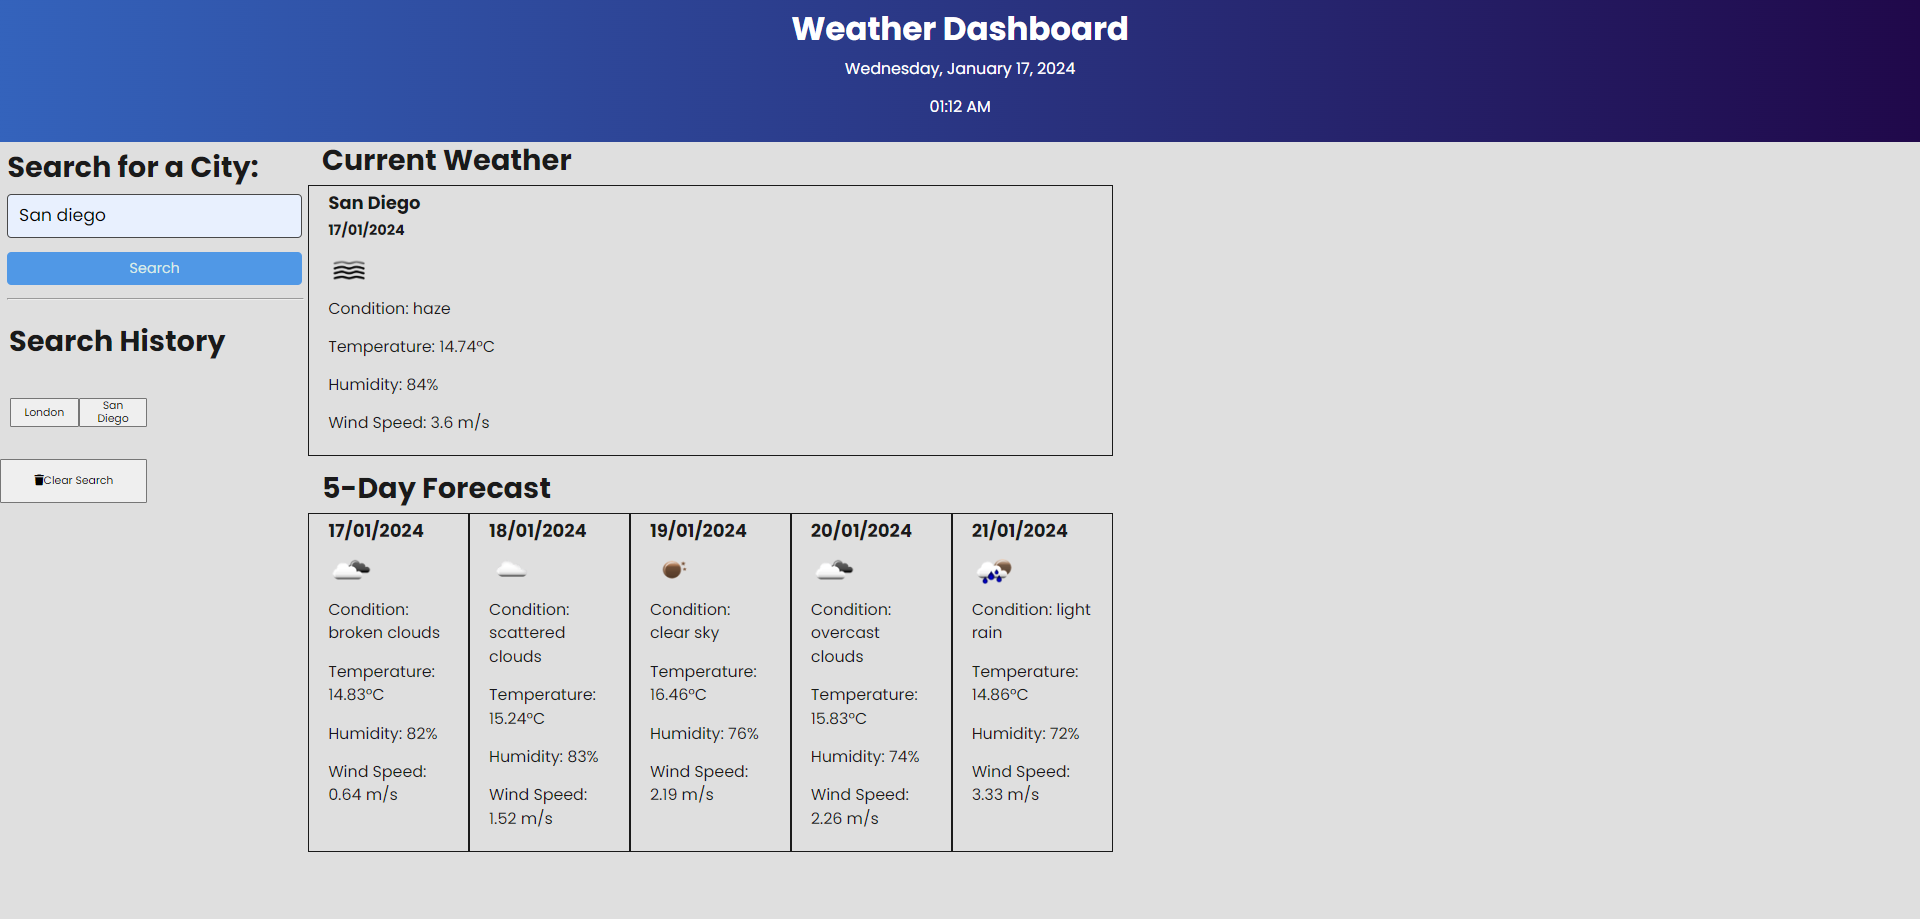 Weather Dashboard
Wednesday, January 17, 2024
01:12 AM
Search for a City:
San diego
Search
Search History
London
San
Diego
Clear Search
Current Weather
San Diego
17/01/2024
Condition: haze
Temperature: 14.74°C
Humidity: 84%
Wind Speed: 3.6 m/s
5-Day Forecast
17/01/2024
Condition:
broken clouds
Temperature:
14.83°C
Humidity: 82%
Wind Speed:
0.64 m/s
18/01/2024
Condition:
scattered
clouds
Temperature:
15.24°C
Humidity: 83%
Wind Speed:
1.52 m/s
19/01/2024
Condition:
clear sky
Temperature:
16.46°C
Humidity: 76%
Wind Speed:
2.19 m/s
20/01/2024
Condition:
overcast
clouds
Temperature:
15.83°C
Humidity: 74%
Wind Speed:
2.26 m/s
21/01/2024
Condition: light
rain
Temperature:
14.86°C
Humidity: 72%
Wind Speed:
3.33 m/s